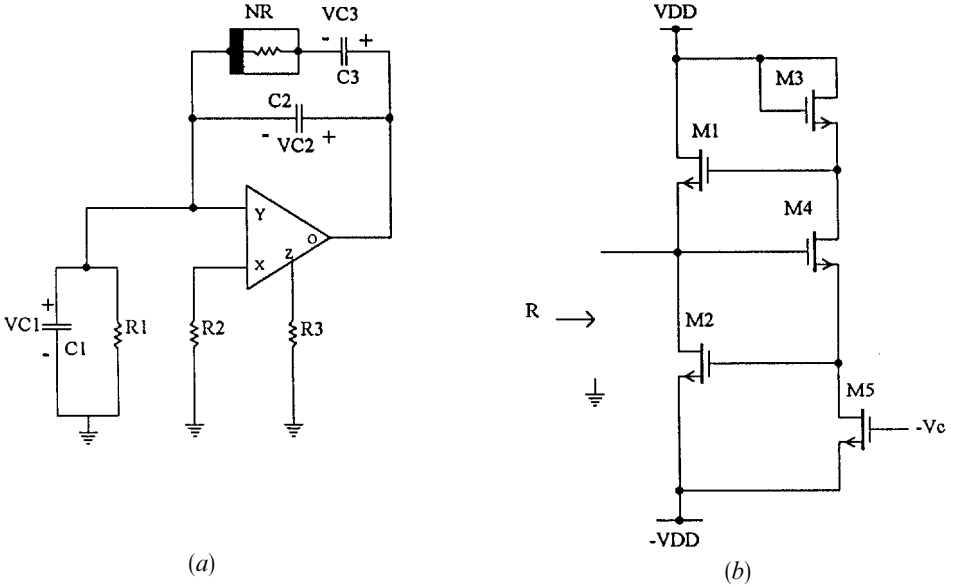 NR
VC3
- +
C3
C2
- VC2 +
Y
O
X
Z
+
VC1
-
C1
R1
R2
R3
(a)
VDD
M3
M1
M4
R
M2
M5
-Vc
-VDD
(b)